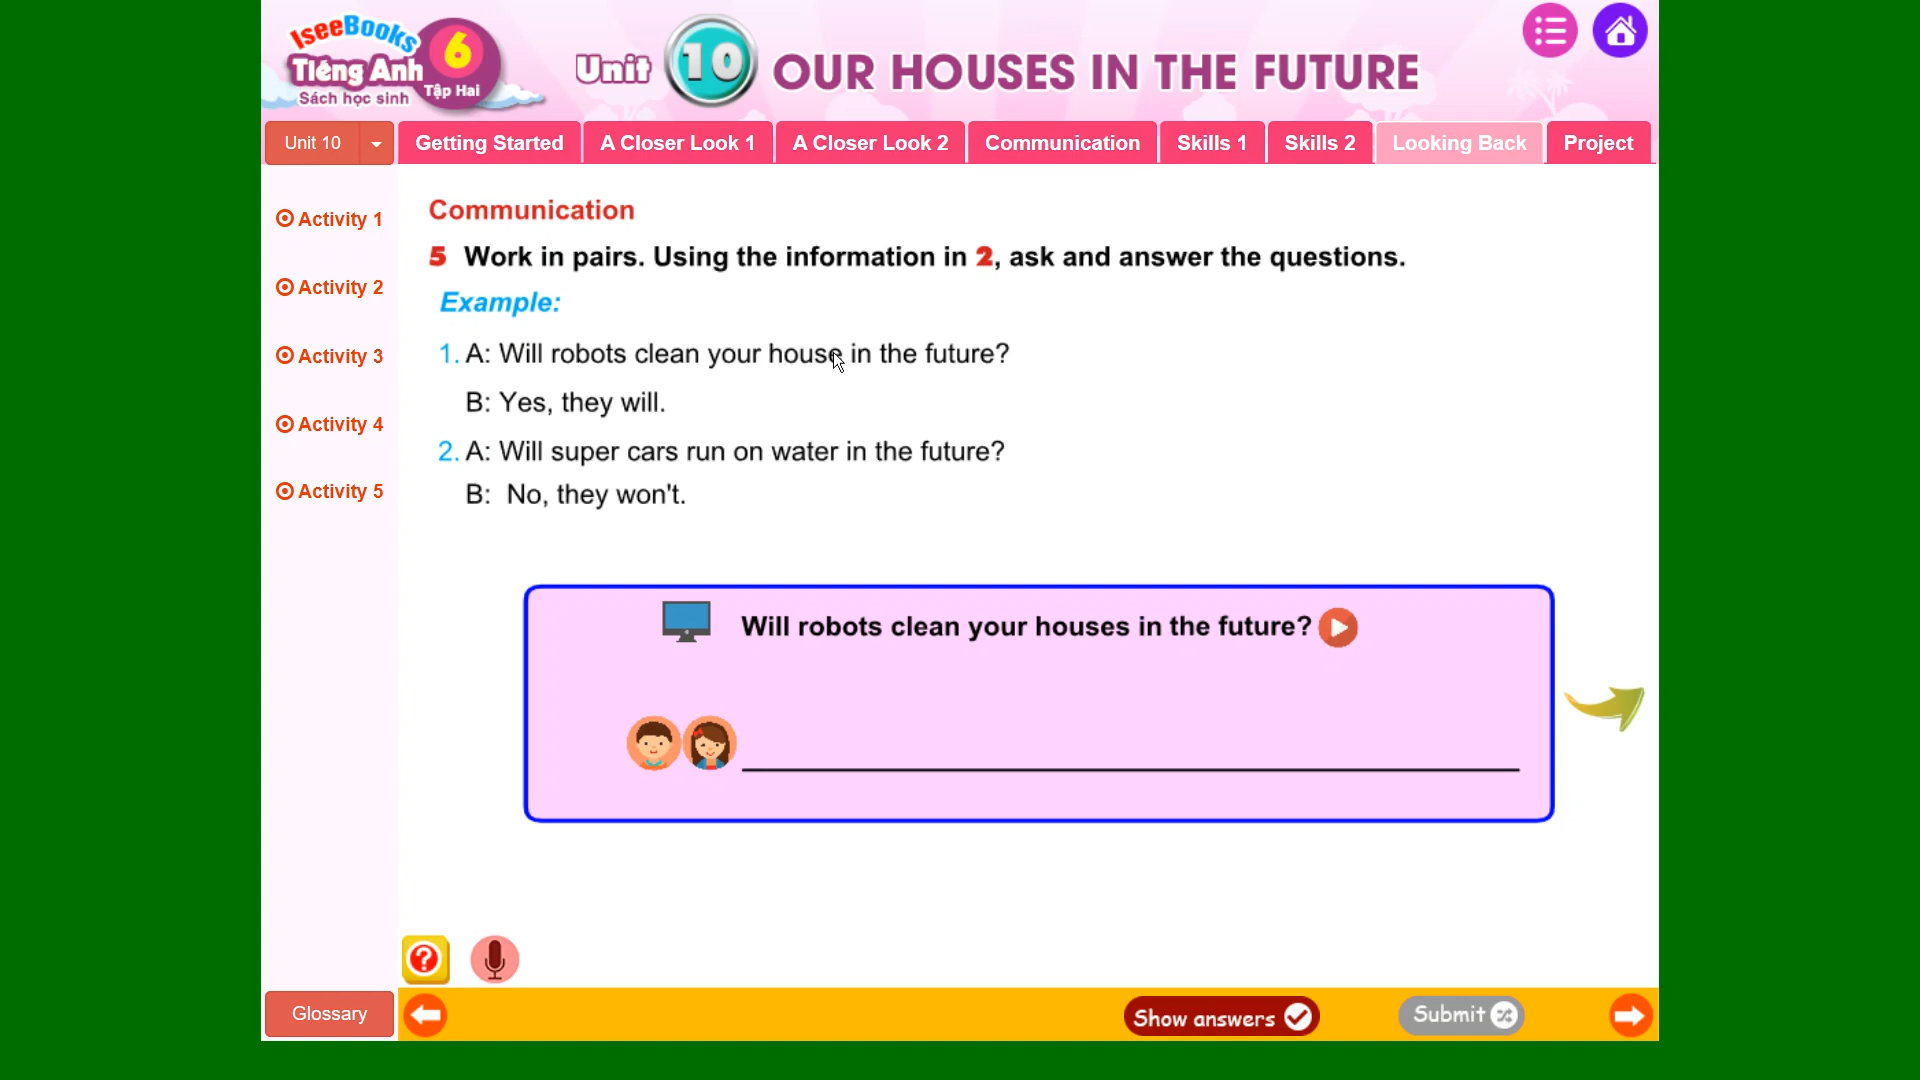 IseeBooks
Tiếng Anh 6
Sách học sinh Tập Hai
Unit 10 OUR HOUSES IN THE FUTURE
Unit 10 Getting Started A Closer Look 1 A Closer Look 2 Communication Skills 1 Skills 2 Looking Back Project
Activity 1
Activity 2
Activity 3
Activity 4
Activity 5
Communication
5 Work in pairs. Using the information in 2, ask and answer the questions.
Example:
1. A: Will robots clean your house in the future?
B: Yes, they will.
2. A: Will super cars run on water in the future?
B: No, they won't.
Will robots clean your houses in the future?
?
Glossary
Show answers
Submit